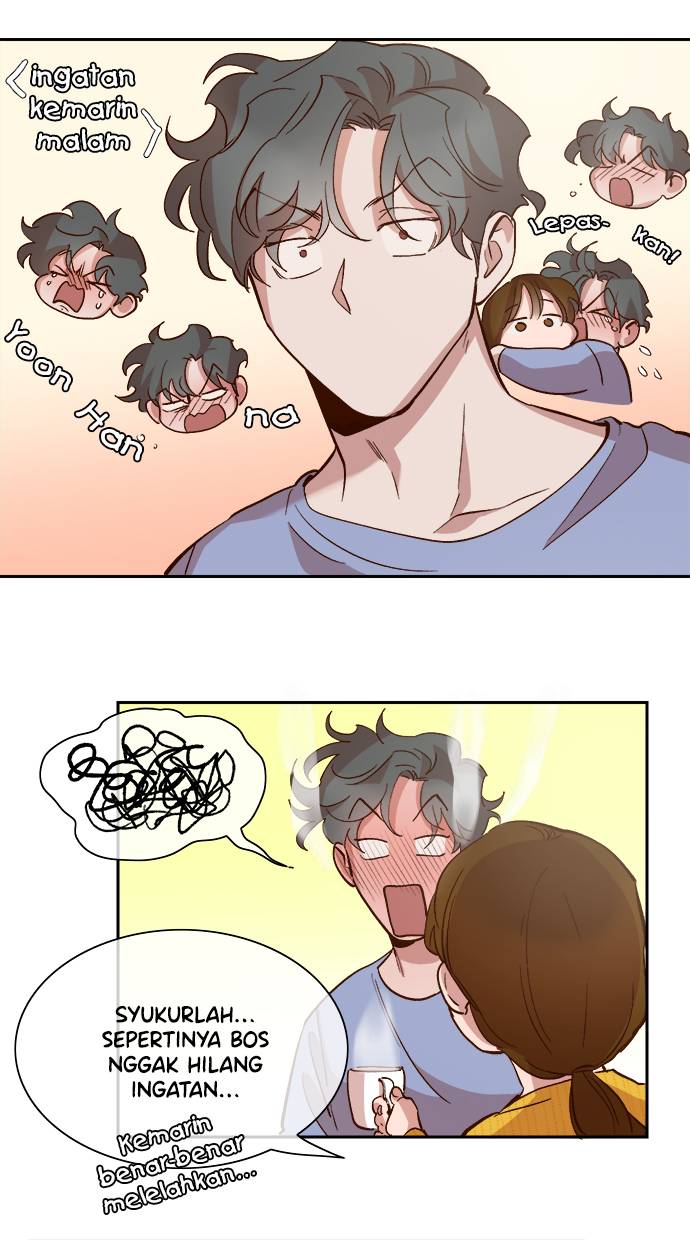 <ingatan
kemarin
malam>
Lepas-
kan!
Yoon Han
na
SYUKURLAH...
SEPERTINYA BOS
NGGAK HILANG
INGATAN...
Kemarin
benar-benar
melelahkan...